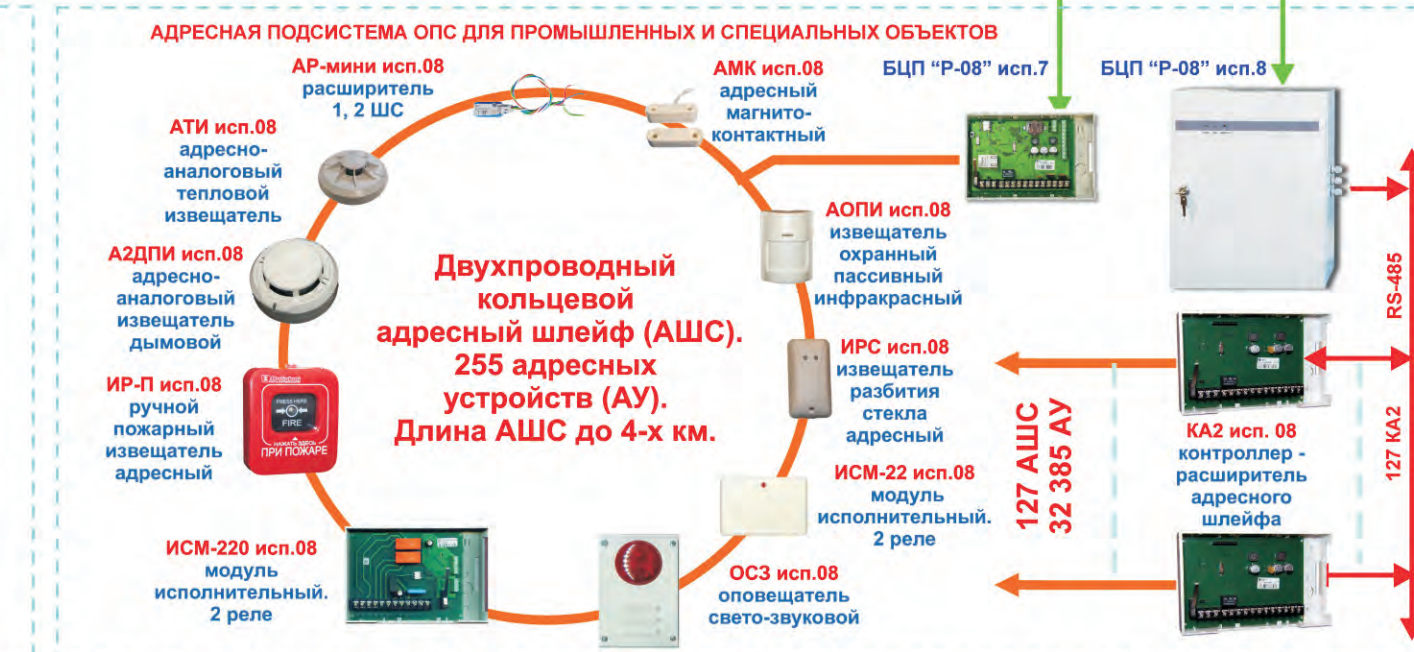 АДРЕСНАЯ ПОДСИСТЕМА ОПС ДЛЯ ПРОМЫШЛЕННЫХ И СПЕЦИАЛЬНЫХ ОБЪЕКТОВ
АР-мини исп.08
расширитель
1, 2 ШС
АМК исп.08
адресный
магнито-
контактный
БЦП “Р-08” исп.7
БЦП “Р-08” исп.8
АТИ исп.08
адресно-
аналоговый
тепловой
извещатель
АОПИ исп.08
извещатель
охранный
пассивный
инфракрасный
А2ДПИ исп.08
адресно-
аналоговый
извещатель
дымовой
Двухпроводный
кольцевой
адресный шлейф (АШС).
255 адресных
устройств (АУ).
Длина АШС до 4-х км.
ИРС исп.08
извещатель
разбития
стекла
адресный
ИР-П исп.08
ручной
пожарный
извещатель
адресный
PRESS HERE
FIRE
НАЖАТЬ ЗДЕСЬ
ПРИ ПОЖАРЕ
ИСМ-22 исп.08
модуль
исполнительный.
2 реле
ИСМ-220 исп.08
модуль
исполнительный.
2 реле
ОСЗ исп.08
оповещатель
свето-звуковой
127 АШС
32 385 АУ
КА2 исп. 08
контроллер -
расширитель
адресного
шлейфа
RS-485
127 КА2